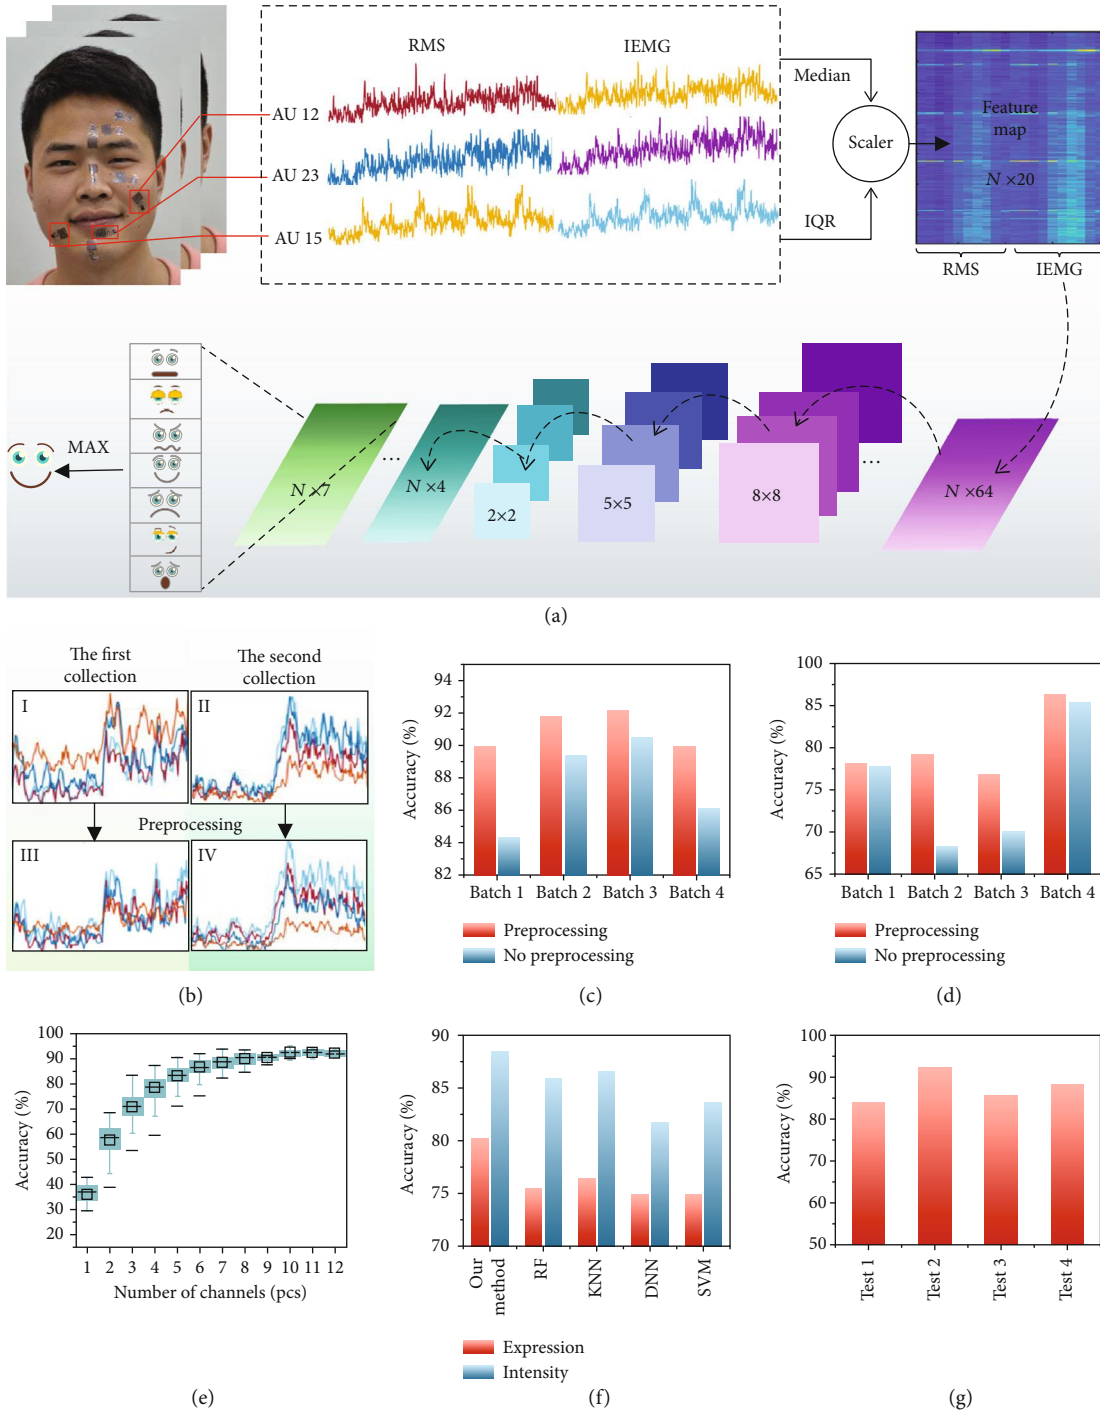 RMS
IEMG
AU 12
AU 23
AU 15
Median
Scaler
IQR
Feature
map
N ×20
RMS
IEMG
MAX
N ×7
...
N ×4
2×2
5×5
8×8
...
N ×64
(a)
The first
collection
The second
collection
I
II
Preprocessing
III
IV
(b)
Accuracy (%)
94
92
90
88
86
84
82
Batch 1 Batch 2 Batch 3 Batch 4
Preprocessing
No preprocessing
(c)
Accuracy (%)
100
95
90
85
80
75
70
65
Batch 1 Batch 2 Batch 3 Batch 4
Preprocessing
No preprocessing
(d)
Accuracy (%)
100
90
80
70
60
50
40
30
20
1 2 3 4 5 6 7 8 9 10 11 12
Number of channels (pcs)
(e)
Accuracy (%)
90
85
80
75
70
Our
method
RF
KNN
DNN
SVM
Expression
Intensity
(f)
Accuracy (%)
100
90
80
70
60
50
Test 1
Test 2
Test 3
Test 4
(g)